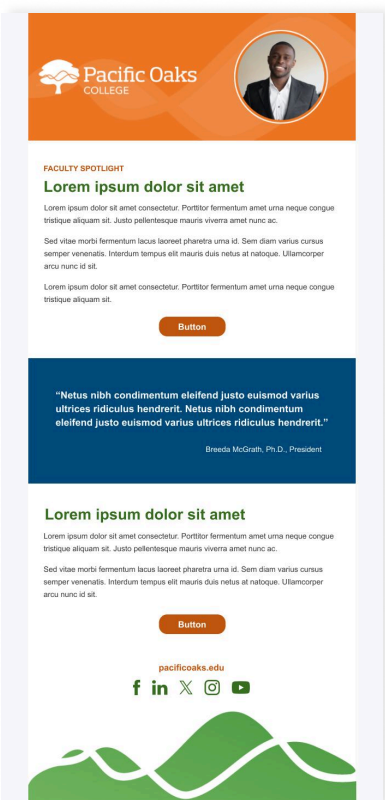 Pacific Oaks
COLLEGE
FACULTY SPOTLIGHT
Lorem ipsum dolor sit amet
Lorem ipsum dolor sit amet consectetur. Porttitor fermentum amet urna neque congue
tristique aliquam sit. Justo pellentesque mauris viverra amet nunc ac.
Sed vitae morbi fermentum lacus laoreet pharetra urna id. Sem diam varius cursus
semper venenatis. Interdum tempus elit mauris duis netus at natoque. Ullamcorper
arcu nunc id sit.
Lorem ipsum dolor sit amet consectetur. Porttitor fermentum amet urna neque congue
tristique aliquam sit.
Button
“Netus nibh condimentum eleifend justo euismod varius
ultrices ridiculus hendrerit. Netus nibh condimentum
eleifend justo euismod varius ultrices ridiculus hendrerit.”
Breeda McGrath, Ph.D., President
Lorem ipsum dolor sit amet
Lorem ipsum dolor sit amet consectetur. Porttitor fermentum amet urna neque congue
tristique aliquam sit. Justo pellentesque mauris viverra amet nunc ac.
Sed vitae morbi fermentum lacus laoreet pharetra urna id. Sem diam varius cursus
semper venenatis. Interdum tempus elit mauris duis netus at natoque. Ullamcorper
arcu nunc id sit.
Button
pacificoaks.edu